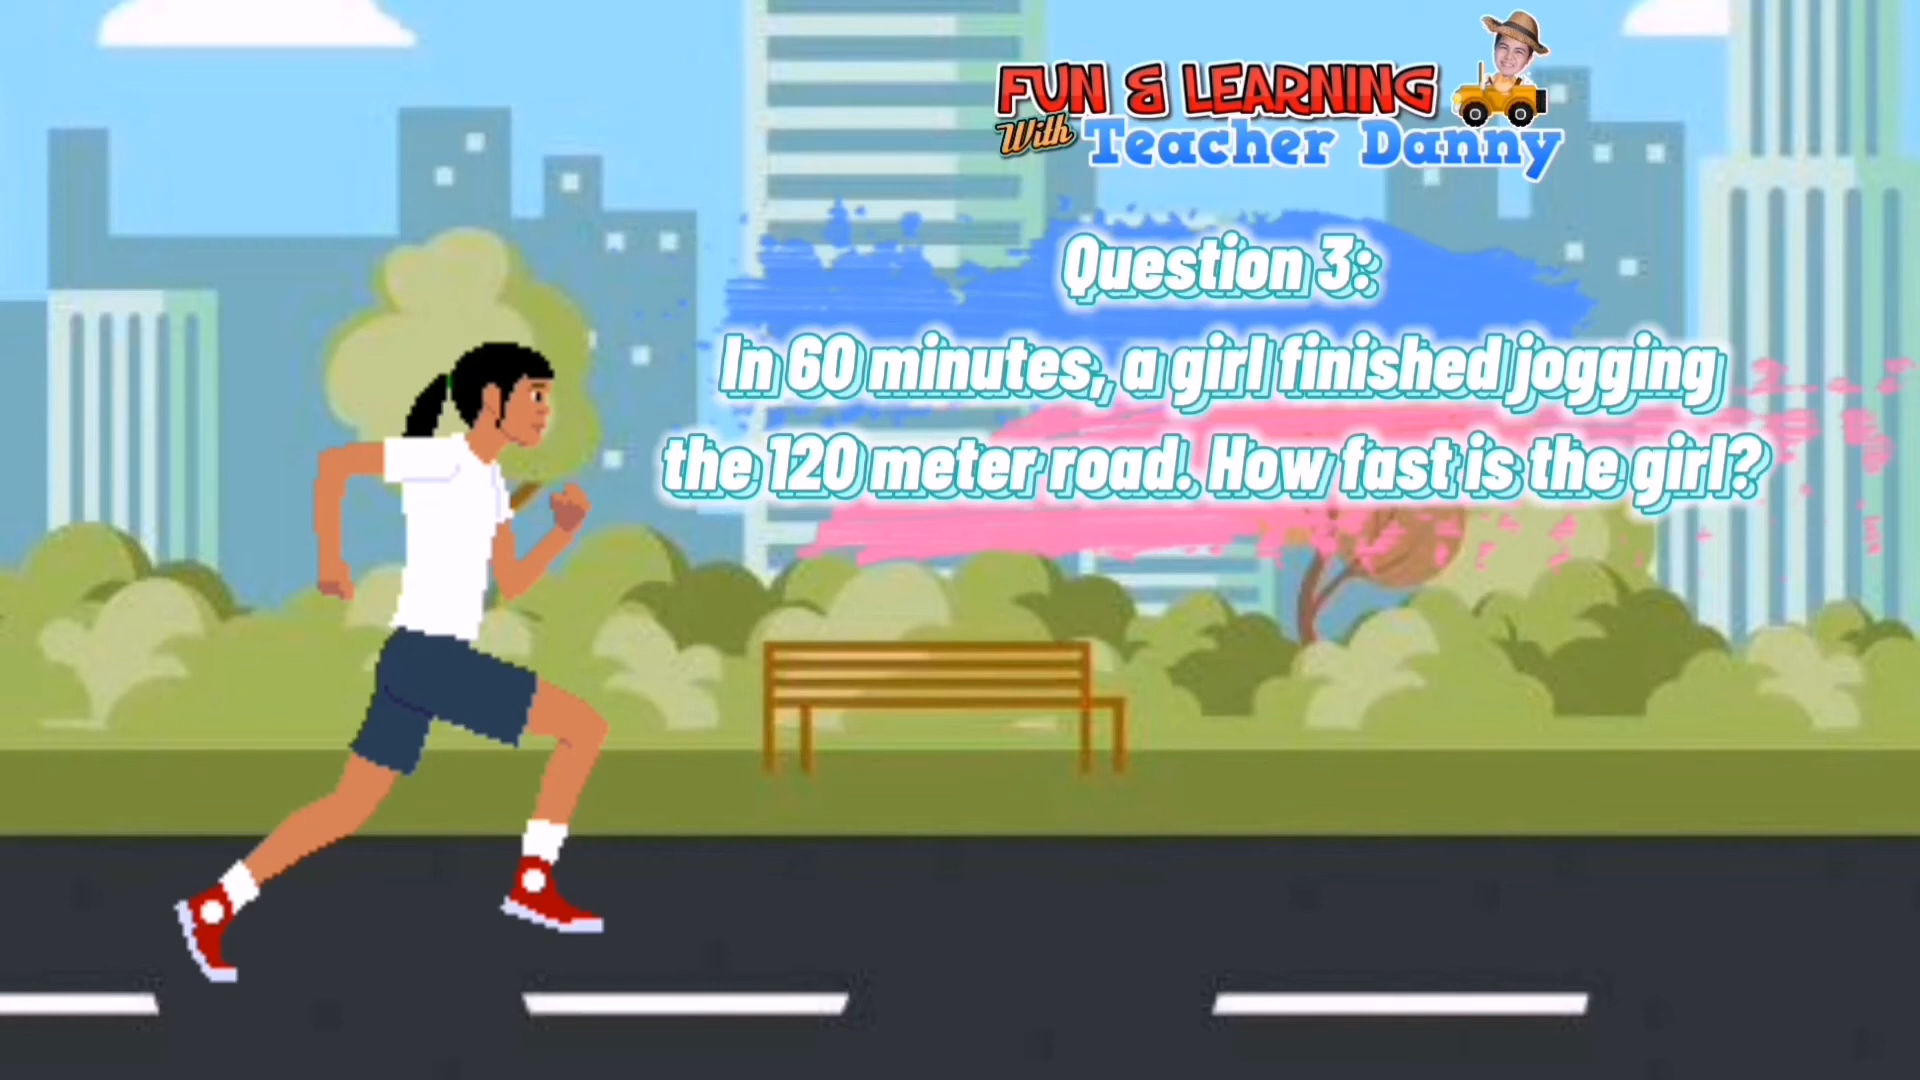 FUN & LEARNING
With Teacher Danny
Question 3:
In 60 minutes, a girl finished jogging
the 120 meter road. How fast is the girl?